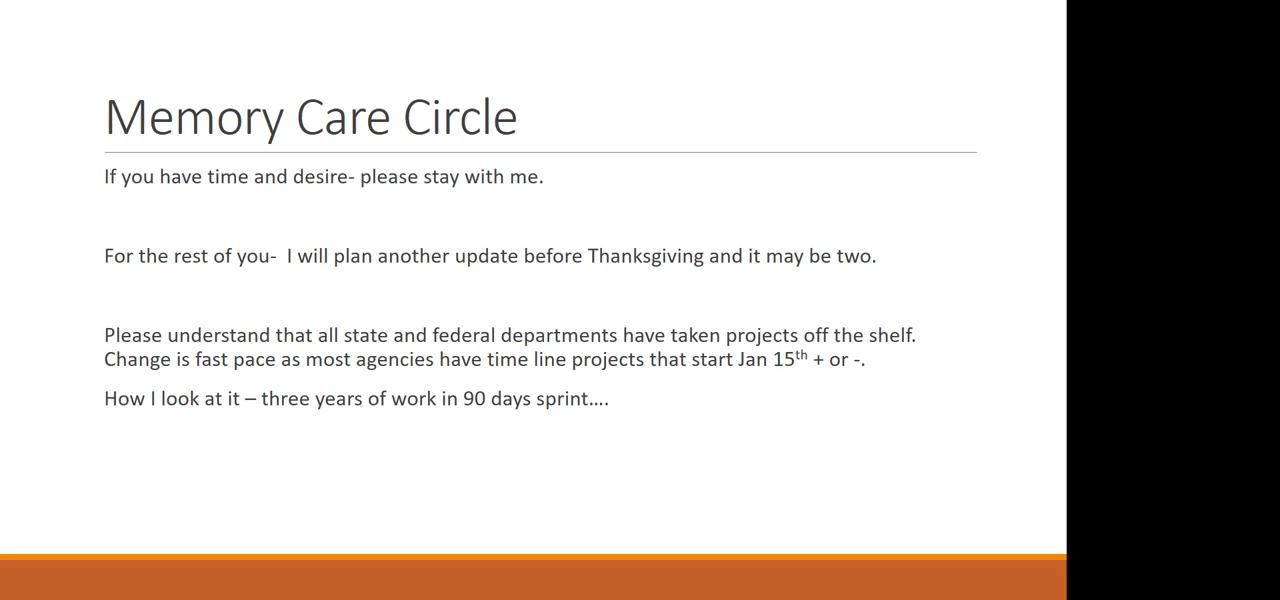 Memory Care Circle
If you have time and desire- please stay with me.
For the rest of you-  I will plan another update before Thanksgiving and it may be two.
Please understand that all state and federal departments have taken projects off the shelf.
Change is fast pace as most agencies have time line projects that start Jan 15th + or -.
How I look at it – three years of work in 90 days sprint....